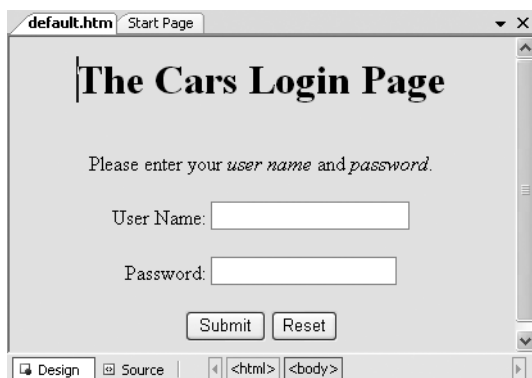 default.htm Start Page
The Cars Login Page
Please enter your user name and password.
User Name:
Password:
Submit Reset
Design Source <html> <body>